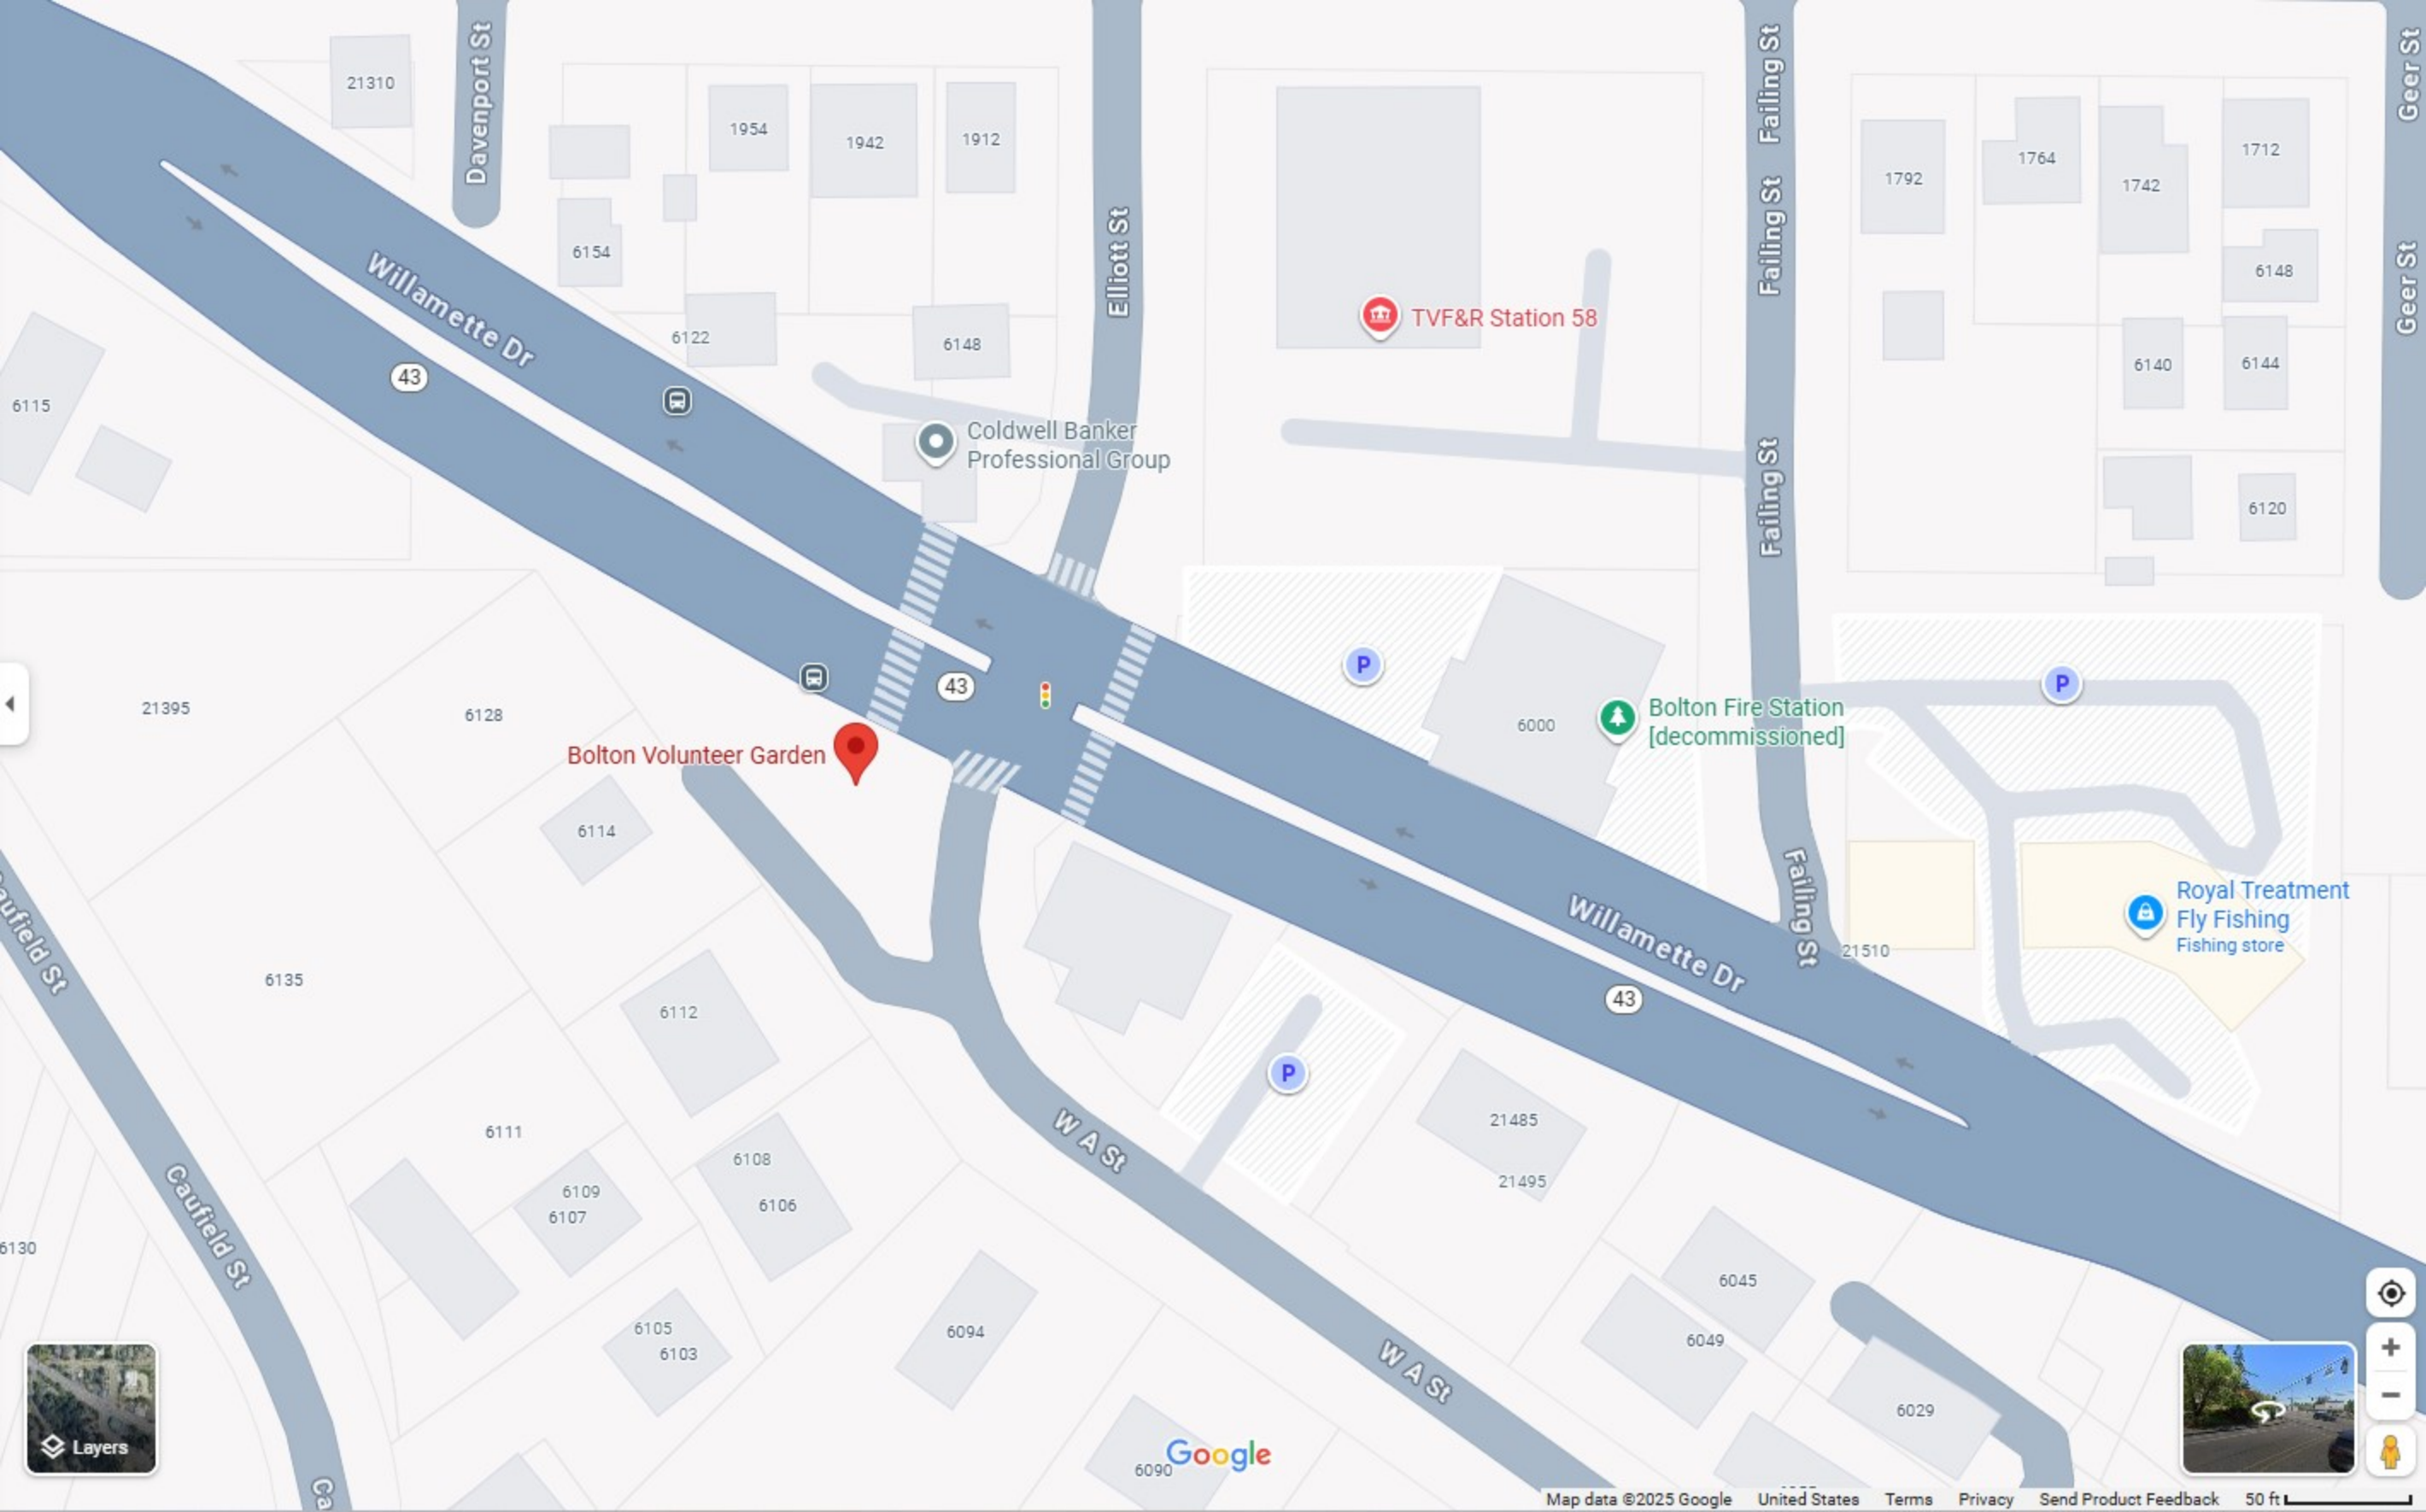 21310
Davenport St
1954
1942
1912
6154
6122
6148
Elliott St
TVF&R Station 58
Failing St
Failing St
Failing St
Geer St
Geer St
1792
1764
1742
1712
6148
6140
6144
6120
Willamette Dr
43
6115
Coldwell Banker
Professional Group
21395
6128
43
P
6000
Bolton Fire Station
[decommissioned]
P
Bolton Volunteer Garden
6114
Failing St
21510
Royal Treatment
Fly Fishing
Fishing store
Willamette Dr
43
Caufield St
6135
6112
P
6111
W A St
21485
21495
6108
6106
6109
6107
Caufield St
6130
6105
6103
6094
6045
6049
W A St
6029
6090
Layers
Ca
Google
Map data ©2025 Google United States Terms Privacy Send Product Feedback 50 ft